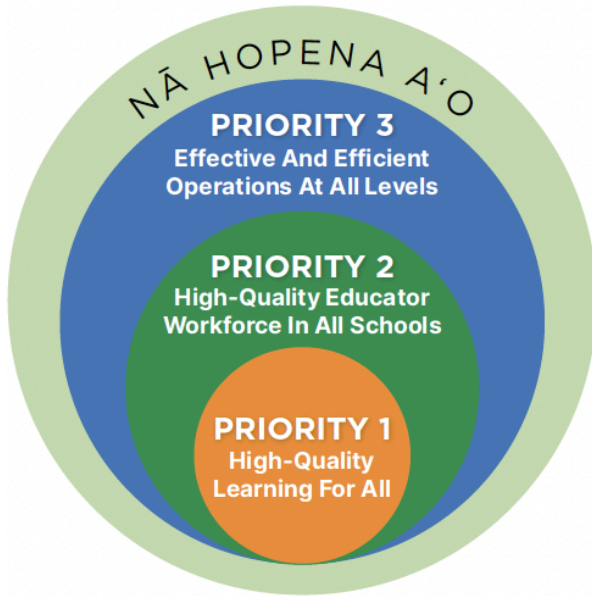 NĀ HOPENA AʻO
PRIORITY 3
Effective And Efficient
Operations At All Levels
PRIORITY 2
High-Quality Educator
Workforce In All Schools
PRIORITY 1
High-Quality
Learning For All